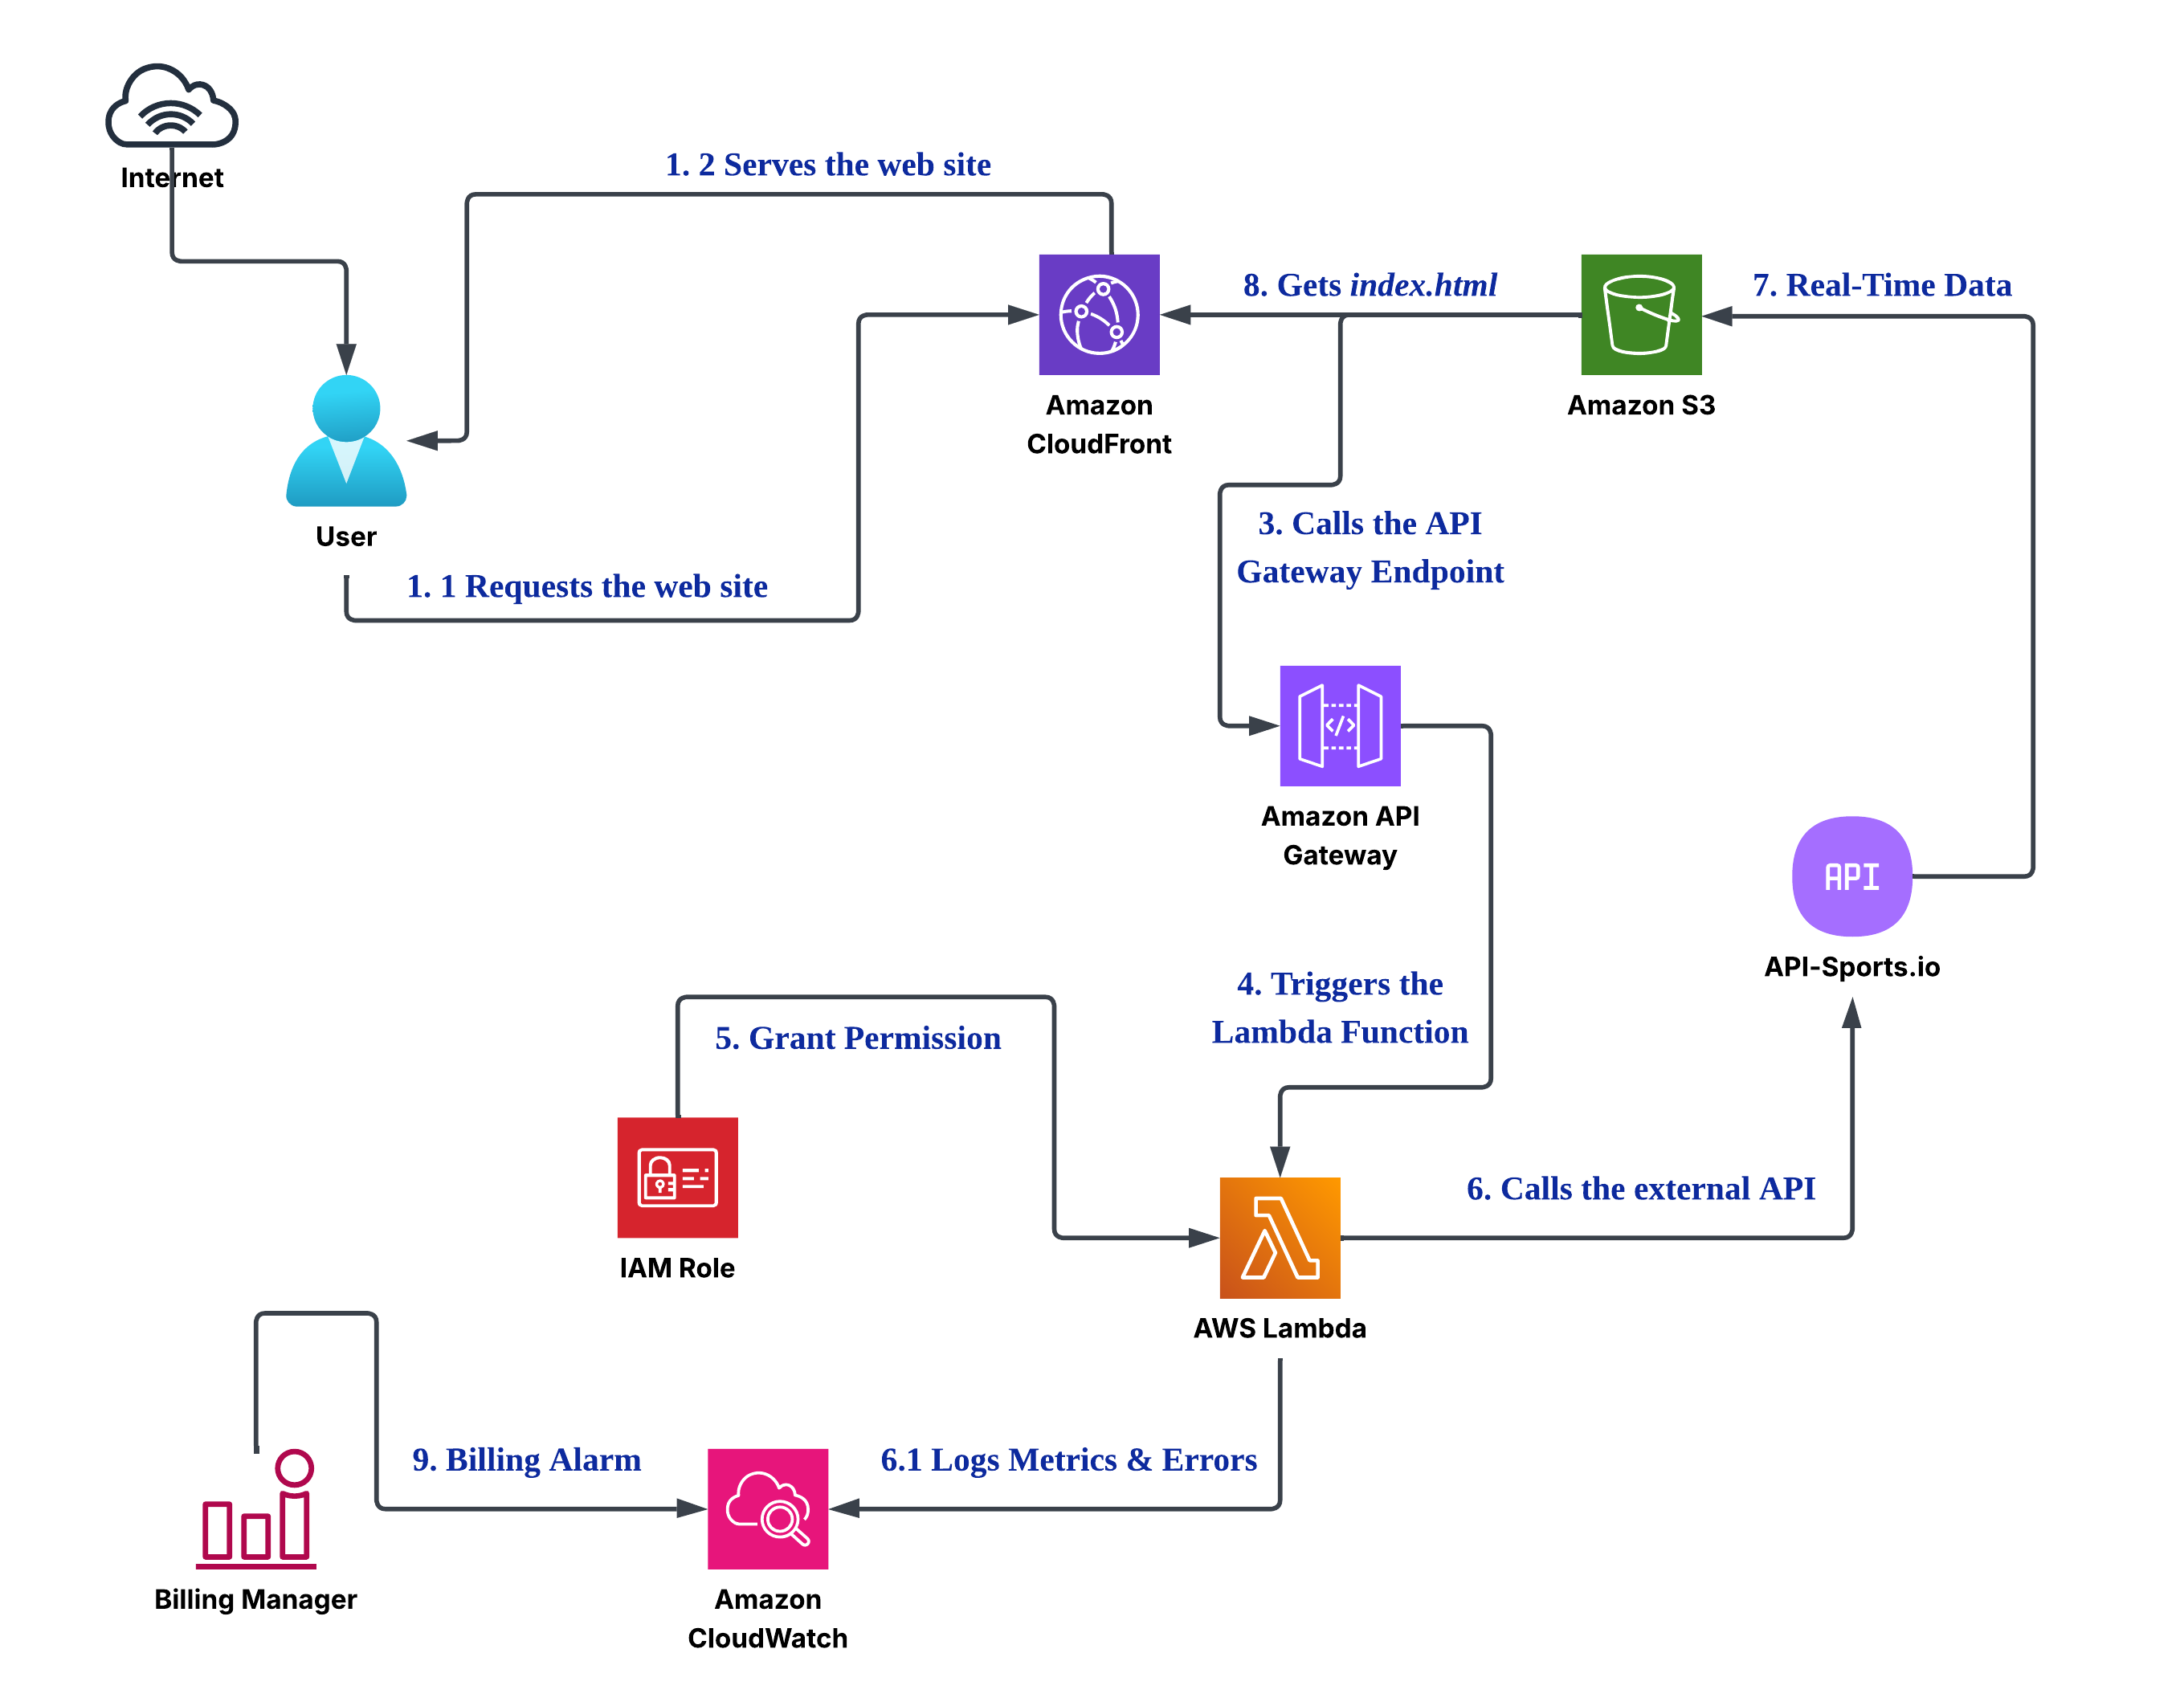 Internet
1. 2 Serves the web site
8. Gets index.html
7. Real-Time Data
Amazon
CloudFront
Amazon S3
User
3. Calls the API
Gateway Endpoint
1. 1 Requests the web site
Amazon API
Gateway
API
API-Sports.io
4. Triggers the
Lambda Function
5. Grant Permission
6. Calls the external API
IAM Role
AWS Lambda
9. Billing Alarm
6.1 Logs Metrics & Errors
Billing Manager
Amazon
CloudWatch